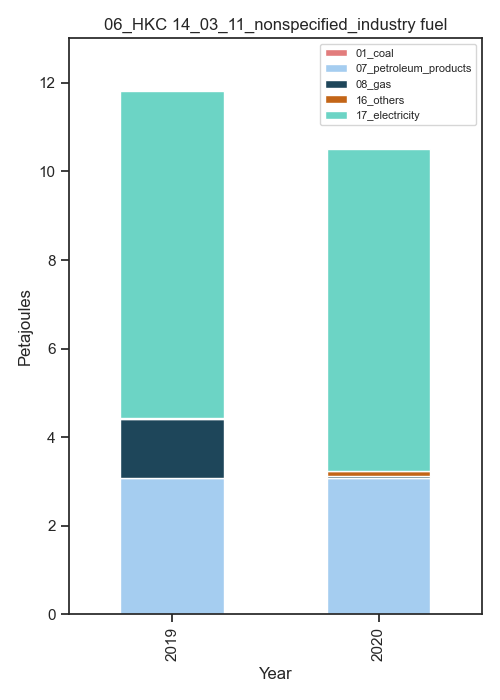 06_HKC 14_03_11_nonspecified_industry fuel
01_coal
07_petroleum_products
08_gas
16_others
17_electricity
12
10
8
6
4
2
0
Petajoules
2019
2020
Year